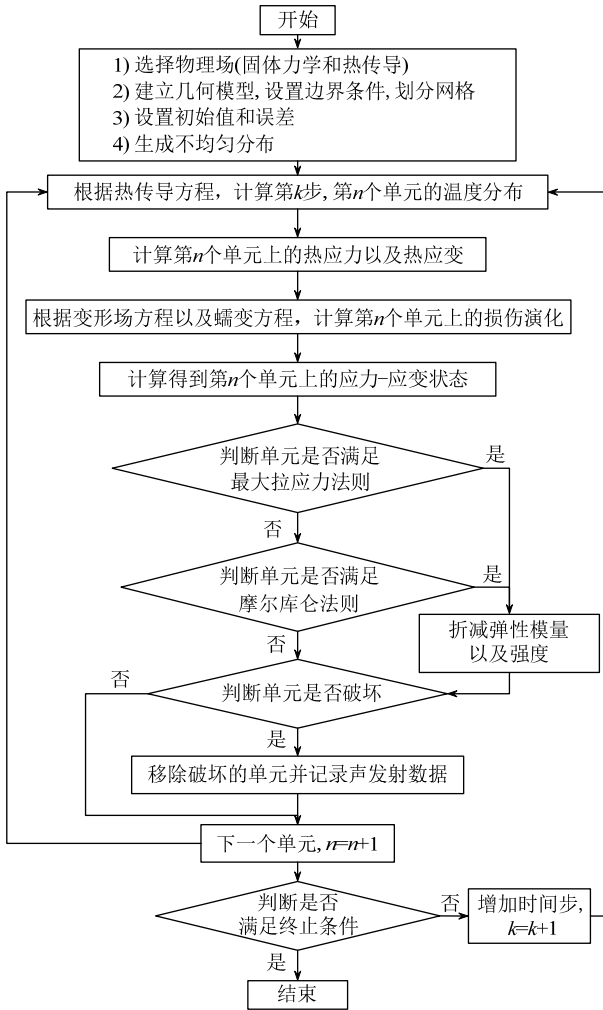 开始
1) 选择物理场(固体力学和热传导)
2) 建立几何模型, 设置边界条件, 划分网格
3) 设置初始值和误差
4) 生成不均匀分布
根据热传导方程，计算第k步, 第n个单元的温度分布
计算第n个单元上的热应力以及热应变
根据变形场方程以及蠕变方程，计算第n个单元上的损伤演化
计算得到第n个单元上的应力−应变状态
判断单元是否满足
最大拉应力法则
是
否
判断单元是否满足
摩尔库仑法则
是
折减弹性模量
以及强度
否
判断单元是否破坏
否
是
移除破坏的单元并记录声发射数据
下一个单元, n=n+1
判断是否
满足终止条件
否
增加时间步,
k=k+1
是
结束